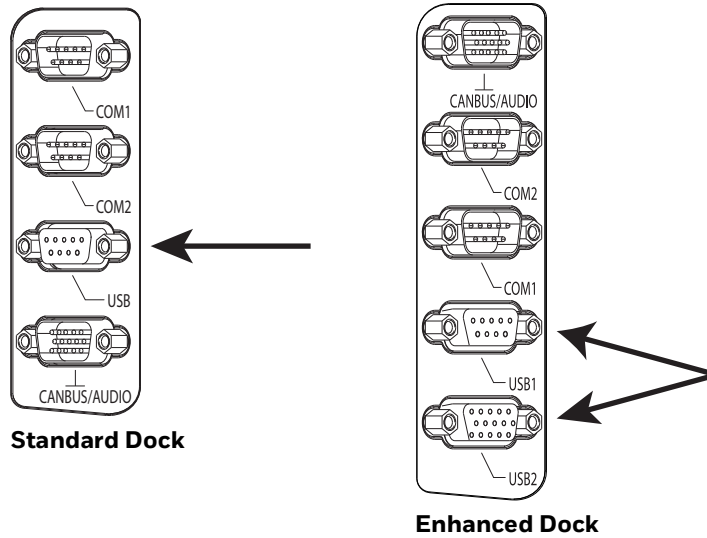 COM1
COM2
USB
CANBUS/AUDIO
Standard Dock
CANBUS/AUDIO
COM2
COM1
USB1
USB2
Enhanced Dock